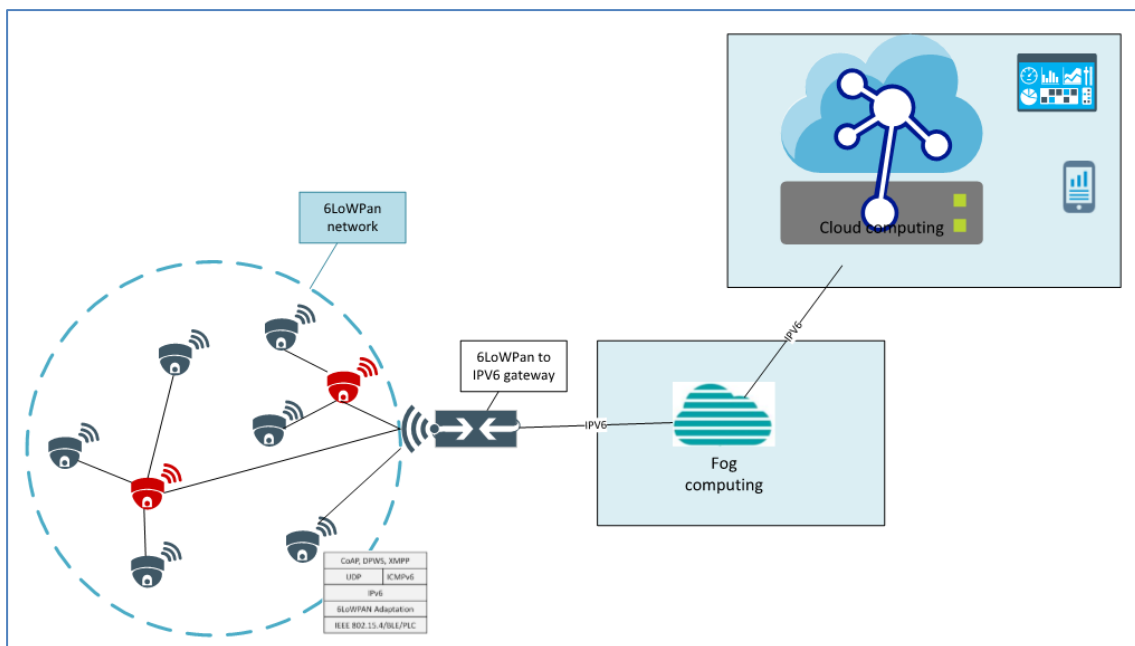 6LoWPan
network
6LoWPan to
IPV6 gateway
IPV6
Fog
computing
IPV6
Cloud computing
CoAP, DPWS, XMPP
UDP
ICMPv6
IPv6
6LoWPAN Adaptation
IEEE 802.15.4/BLE/PLC